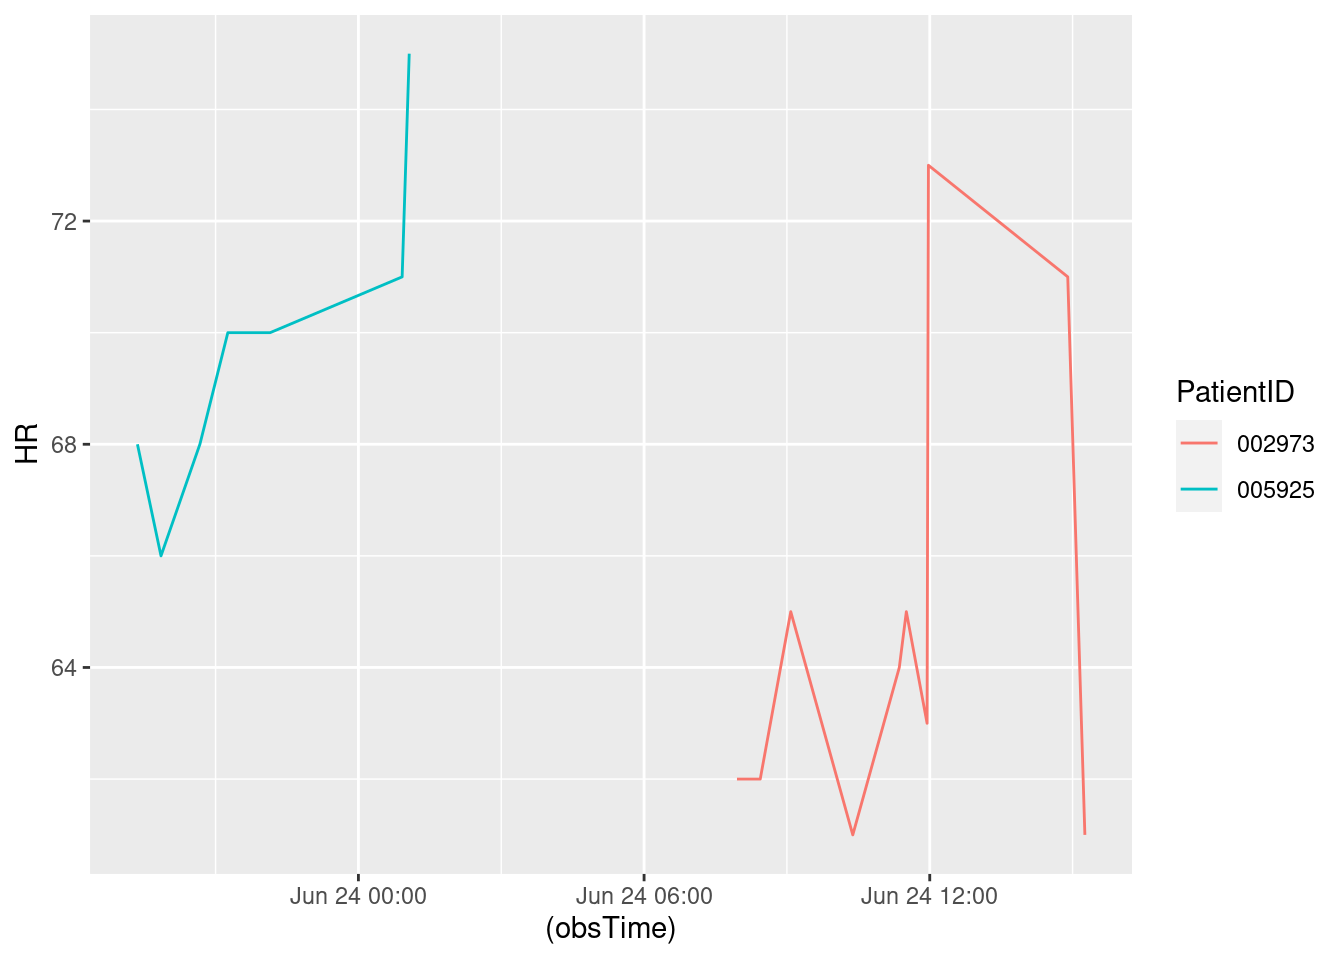 HR
72
68
64
Jun 24 00:00
Jun 24 06:00
Jun 24 12:00
(obsTime)
PatientID
002973
005925